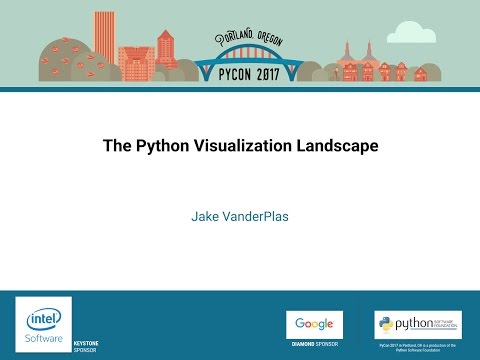 PORTLAND, OREGON
PYCON 2017
The Python Visualization Landscape
Jake VanderPlas
intel
Software
KEYSTONE
SPONSOR
Google
DIAMOND SPONSOR
python
SOFTWARE
FOUNDATION
PyCon 2017 in Portland, OR is a production of the
Python Software Foundation